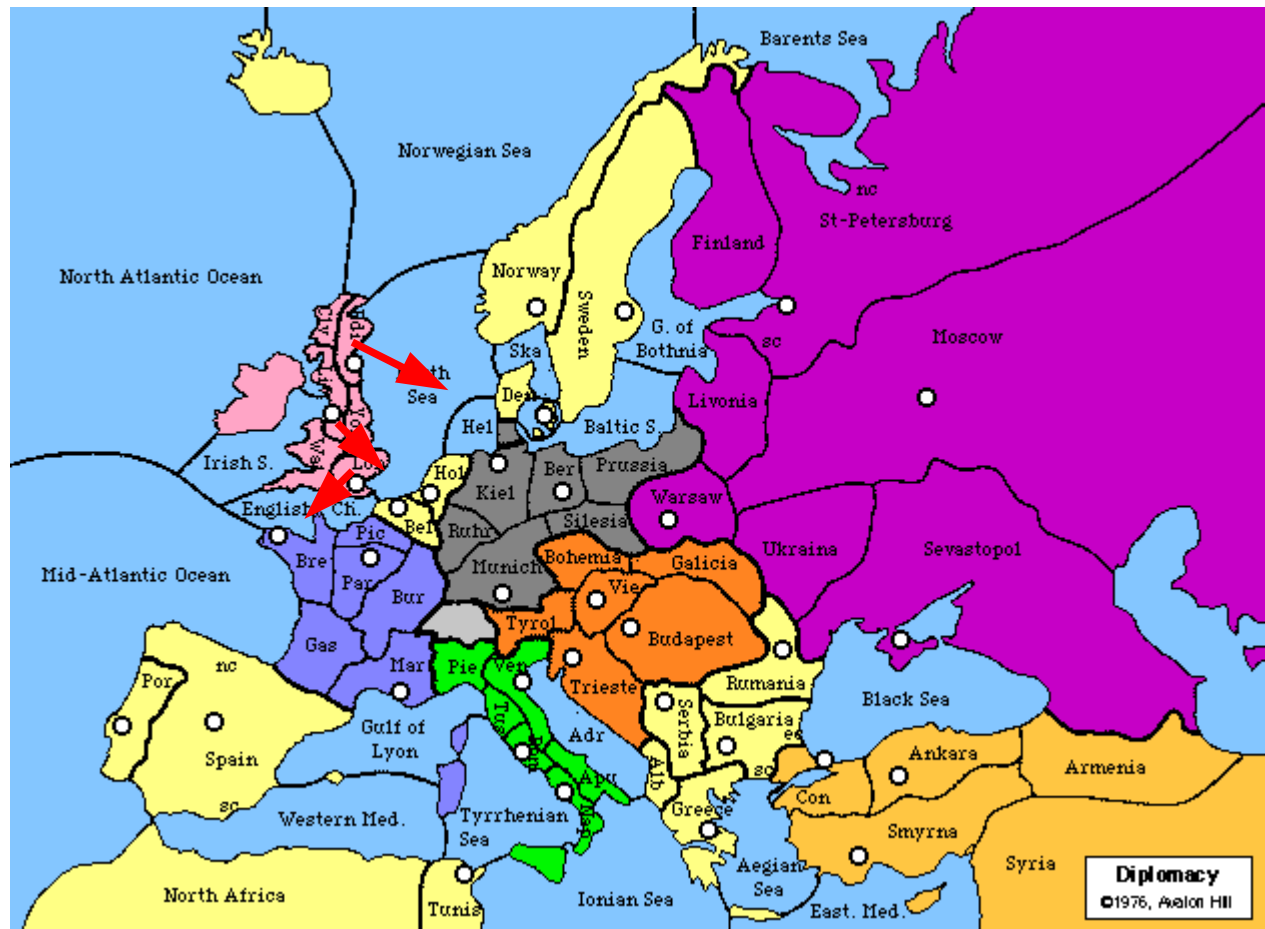 Barents Sea
Norwegian Sea
nc
St-Petersburg
Finland
North Atlantic Ocean
Norway
Sweden
G. of
Bothnia
sc
Moscow
Ska
Sea
Den
Livonia
Hel
Baltic S.
Irish S.
Hol
Kiel
Ber
Prussia
Warsaw
English Ch.
Bel
Ruhr
Silesia
Pic
Bre
Par
Bur
Munich
Bohemia
Galicia
Ukraina
Sevastopol
Mid-Atlantic Ocean
Vie
Tyrol
Budapest
Gas
Mar
Pie
Ven
Trieste
Rumania
nc
Por
Spain
sc
Gulf of
Lyon
Tus
Adr
Serbia
Bulgaria
sc
Black Sea
Alb
Apu
Greece
Ankara
Armenia
Con
Smyrna
Syria
Western Med.
Tyrrhenian
Sea
Aegian
Sea
North Africa
Tunis
Ionian Sea
East. Med.
Diplomacy
©1976, Avalon Hill